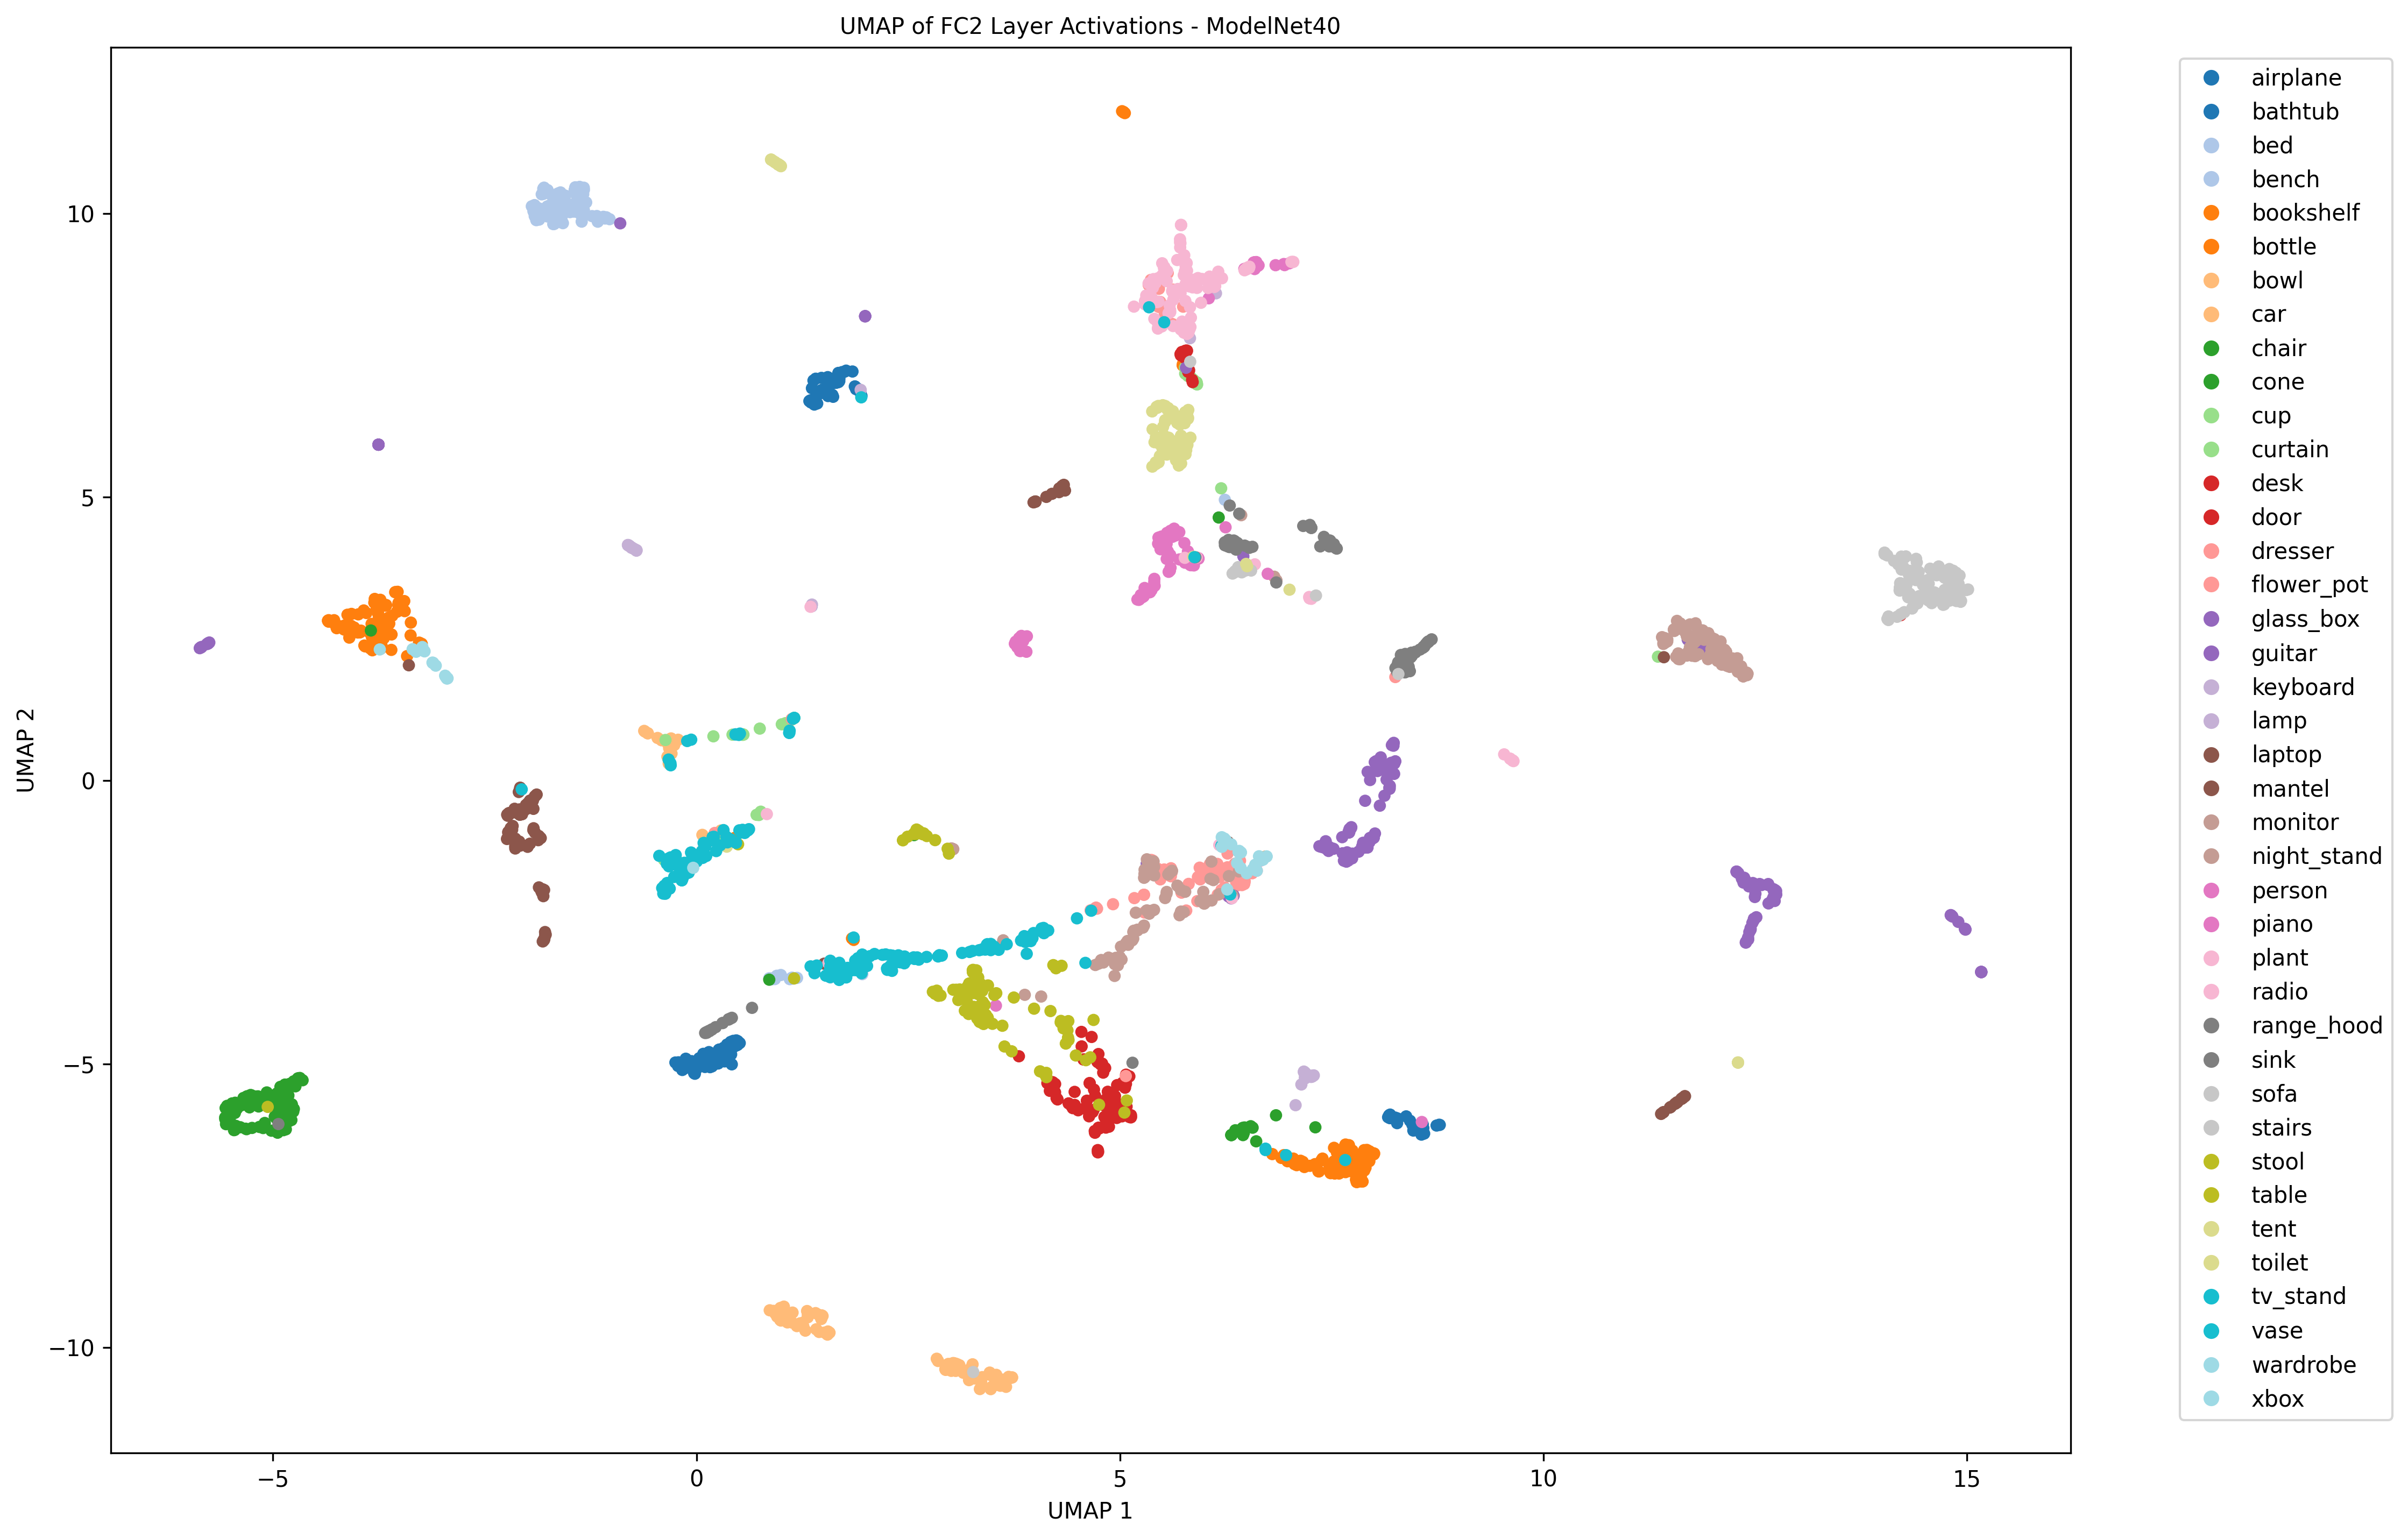 UMAP of FC2 Layer Activations - ModelNet40
10
5
0
−5
−10
UMAP 2
−5
0
5
10
15
UMAP 1
airplane
bathtub
bed
bench
bookshelf
bottle
bowl
car
chair
cone
cup
curtain
desk
door
dresser
flower_pot
glass_box
guitar
keyboard
lamp
laptop
mantel
monitor
night_stand
person
piano
plant
radio
range_hood
sink
sofa
stairs
stool
table
tent
toilet
tv_stand
vase
wardrobe
xbox